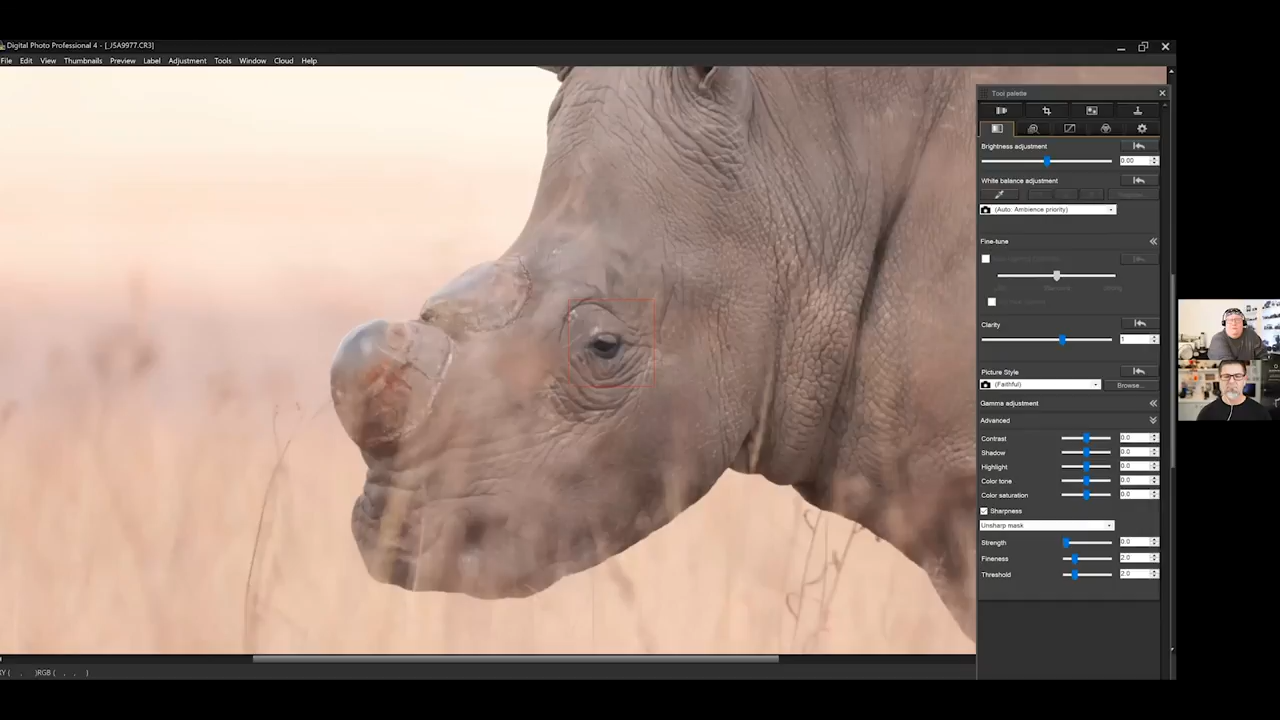 Digital Photo Professional 4 - [_J5A9977.CR3]
File Edit View Thumbnails Preview Label Adjustment Tools Window Cloud Help
Tool palette
Brightness adjustment
0.00
White balance adjustment
(Auto: Ambience priority)
Fine-tune
Clarity
1
Picture Style
(Faithful) Browse...
Gamma adjustment
Advanced
Contrast 0.0
Shadow 0.0
Highlight 0.0
Color tone 0.0
Color saturation 0.0
Sharpness
Unsharp mask
Strength 0.0
Fineness 2.0
Threshold 2.0
XY ( , )RGB ( , , )